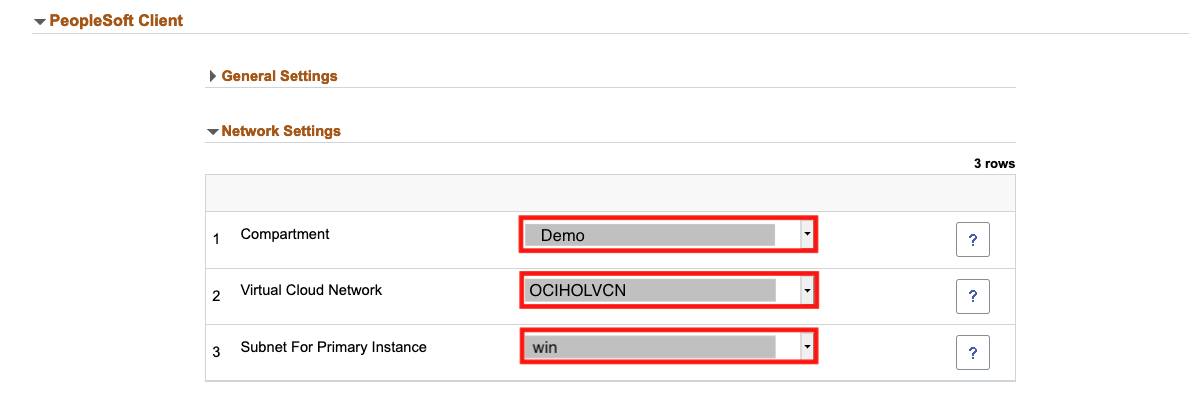 PeopleSoft Client
General Settings
Network Settings
3 rows
1 Compartment Demo ?
2 Virtual Cloud Network OCIHOLVCN ?
3 Subnet For Primary Instance win ?